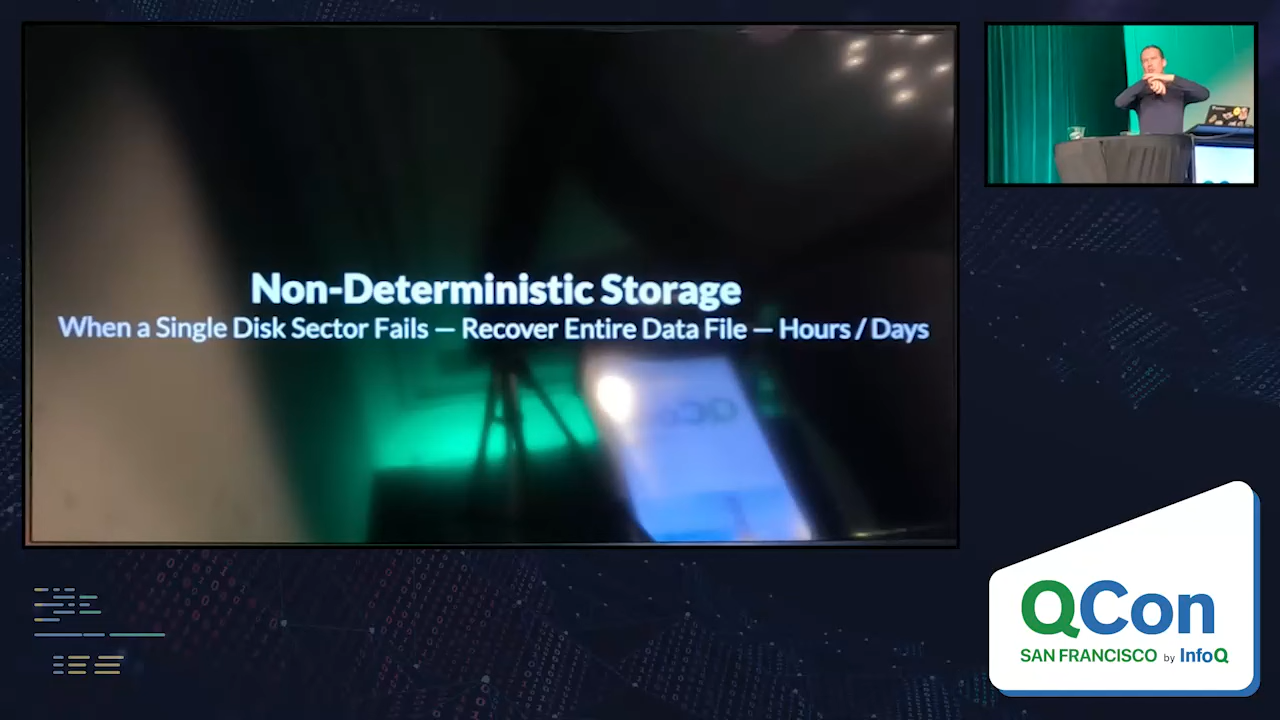 Non-Deterministic Storage
When a Single Disk Sector Fails — Recover Entire Data File — Hours / Days
QCon
QCon
SAN FRANCISCO by InfoQ